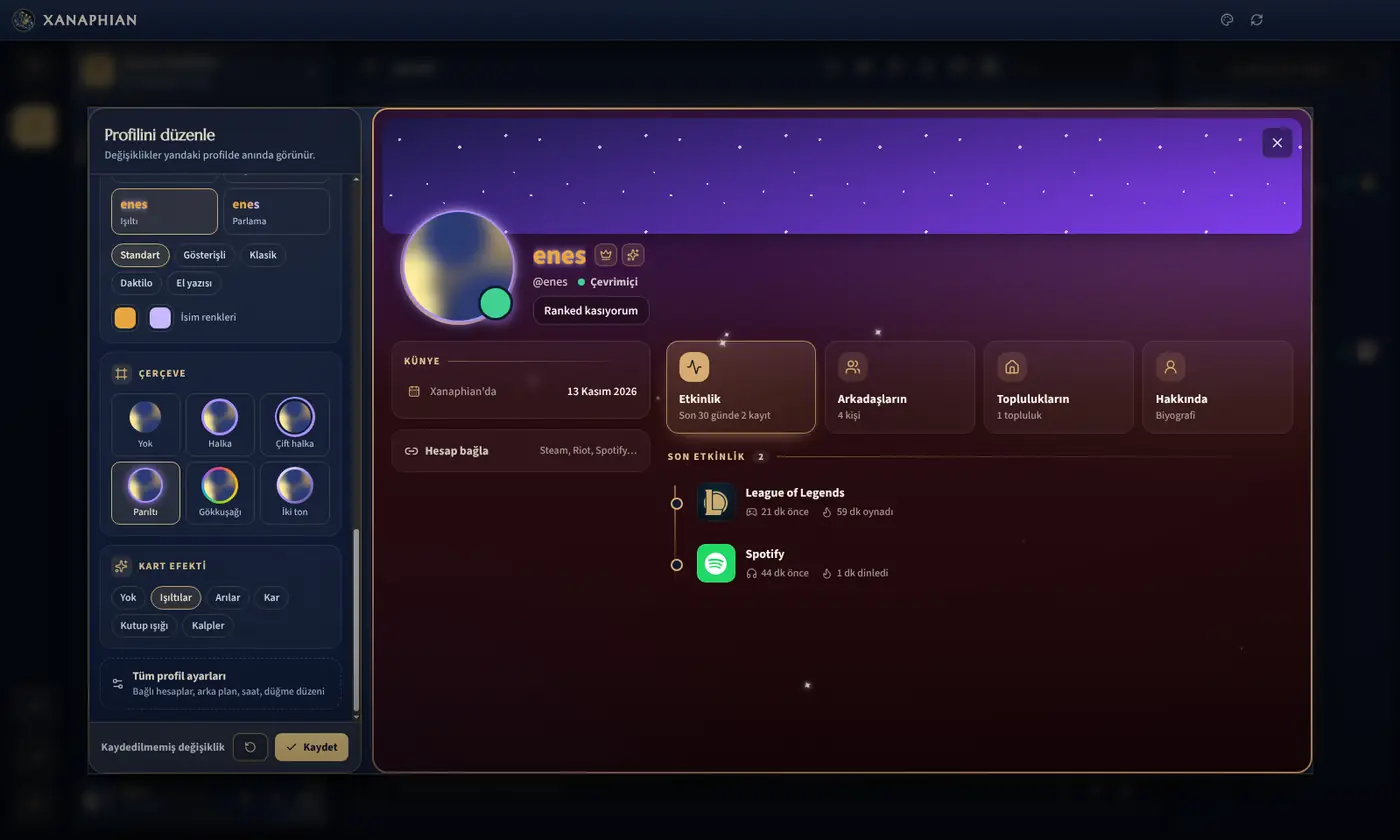 XANAPHIAN
Profilini düzenle
Değişiklikler yandaki profilde anında görünür.
enes
Işıltı
enes
Parlama
Standart
Gösterişli
Klasik
Daktilo
El yazısı
İsim renkleri
ÇERÇEVE
Yok
Halka
Çift halka
Parıltı
Gökkuşağı
İki ton
KART EFEKTİ
Yok
Işıltılar
Arılar
Kar
Kutup ışığı
Kalpler
Tüm profil ayarları
Bağlı hesaplar, arka plan, saat, düğme düzeni
Kaydedilmemiş değişiklik
Kaydet
enes
@enes
Çevrimiçi
Ranked kasıyorum
KÜNYE
Xanaphian'da
13 Kasım 2026
Hesap bağla
Steam, Riot, Spotify...
Etkinlik
Son 30 günde 2 kayıt
Arkadaşların
4 kişi
Toplulukların
1 topluluk
Hakkında
Biyografi
SON ETKİNLİK 2
League of Legends
21 dk önce
59 dk oynadı
Spotify
44 dk önce
1 dk dinledi